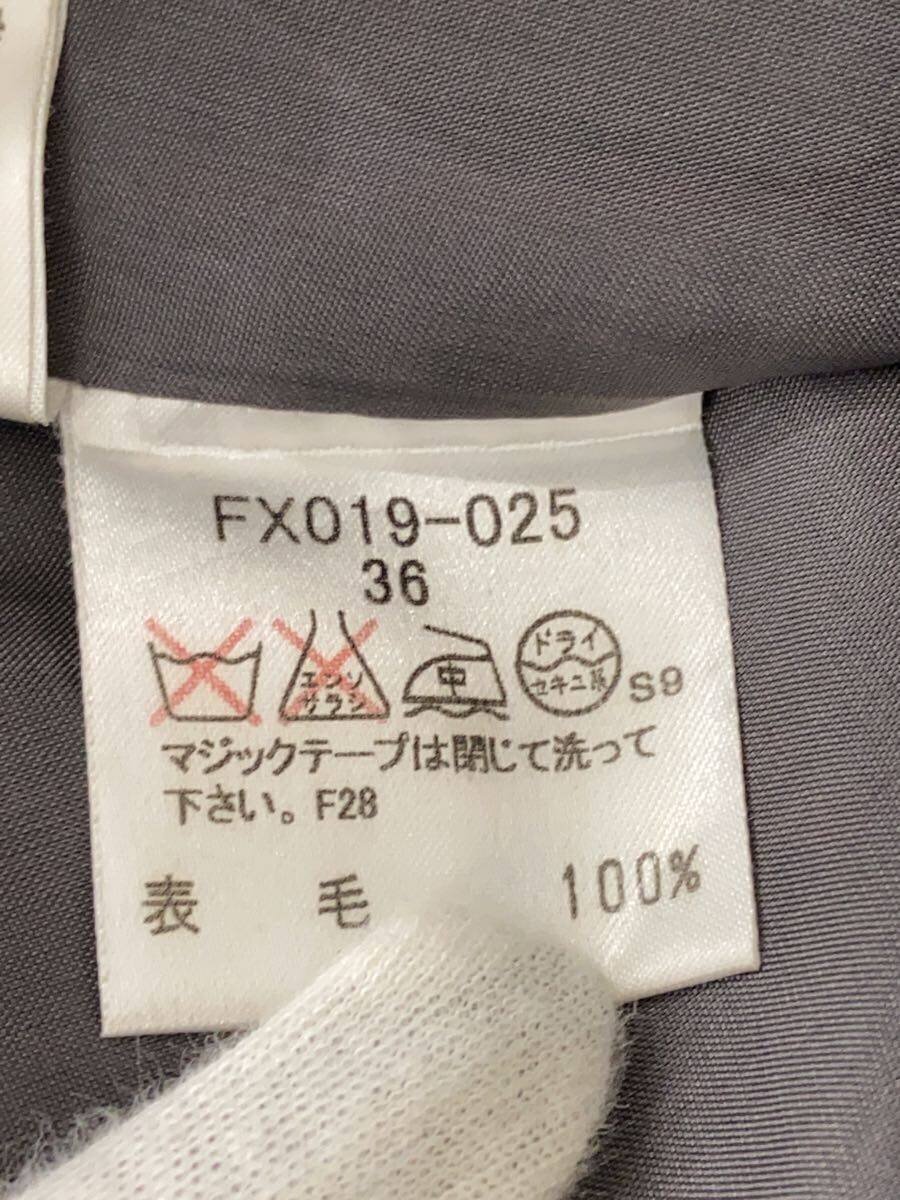 FX019-025
36
エンソ
サラシ
中
ドライ
セキユ系
S9
マジックテープは閉じて洗って
下さい。F28
表 毛 100%